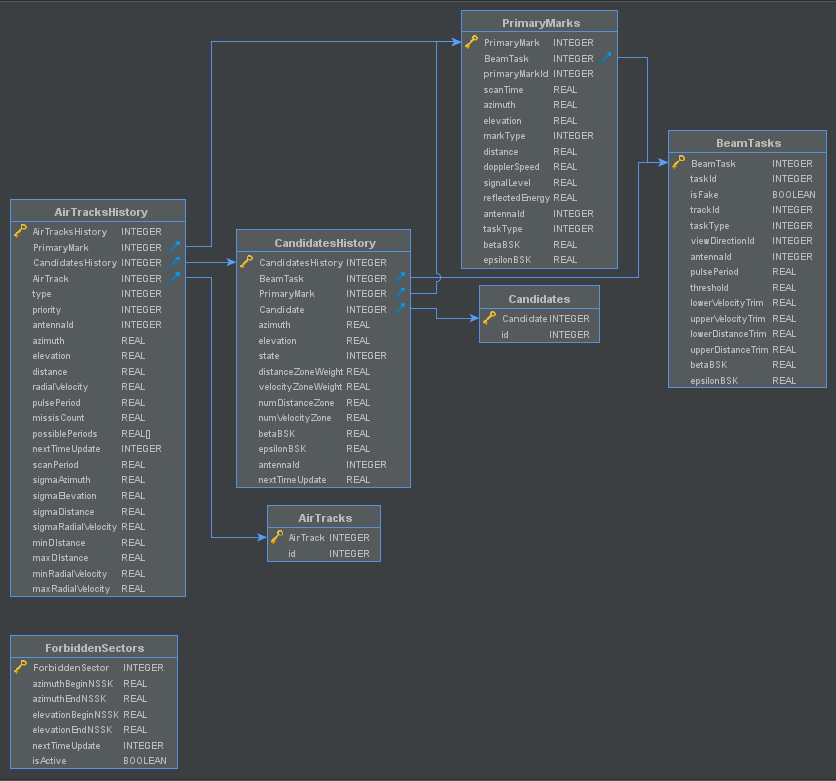 PrimaryMarks
PrimaryMark INTEGER
BeamTask INTEGER
primaryMarkId INTEGER
scanTime REAL
azimuth REAL
elevation REAL
markType INTEGER
distance REAL
dopplerSpeed REAL
signalLevel REAL
reflectedEnergy REAL
antennaId INTEGER
taskType INTEGER
betaBSK REAL
epsilonBSK REAL
BeamTasks
BeamTask INTEGER
taskId INTEGER
isFake BOOLEAN
trackId INTEGER
taskType INTEGER
viewDirectionId INTEGER
antennaId INTEGER
pulsePeriod REAL
threshold REAL
lowerVelocityTrim REAL
upperVelocityTrim REAL
lowerDistanceTrim REAL
upperDistanceTrim REAL
betaBSK REAL
epsilonBSK REAL
AirTracksHistory
AirTracksHistory INTEGER
PrimaryMark INTEGER
CandidatesHistory INTEGER
AirTrack INTEGER
type INTEGER
priority INTEGER
antennaId INTEGER
azimuth REAL
elevation REAL
distance REAL
radialVelocity REAL
pulsePeriod REAL
missisCount REAL
possiblePeriods REAL[]
nextTimeUpdate INTEGER
scanPeriod REAL
sigmaAzimuth REAL
sigmaElevation REAL
sigmaDistance REAL
sigmaRadialVelocity REAL
minDIstance REAL
maxDIstance REAL
minRadialVelocity REAL
maxRadialVelocity REAL
CandidatesHistory
CandidatesHistory INTEGER
BeamTask INTEGER
PrimaryMark INTEGER
Candidate INTEGER
azimuth REAL
elevation REAL
state INTEGER
distanceZoneWeight REAL
velocityZoneWeight REAL
numDistanceZone REAL
numVelocityZone REAL
betaBSK REAL
epsilonBSK REAL
antennaId INTEGER
nextTimeUpdate REAL
Candidates
Candidate INTEGER
id INTEGER
AirTracks
AirTrack INTEGER
id INTEGER
ForbiddenSectors
ForbiddenSector INTEGER
azimuthBeginNSSK REAL
azimuthEndNSSK REAL
elevationBeginNSSK REAL
elevationEndNSSK REAL
nextTimeUpdate INTEGER
isActive BOOLEAN